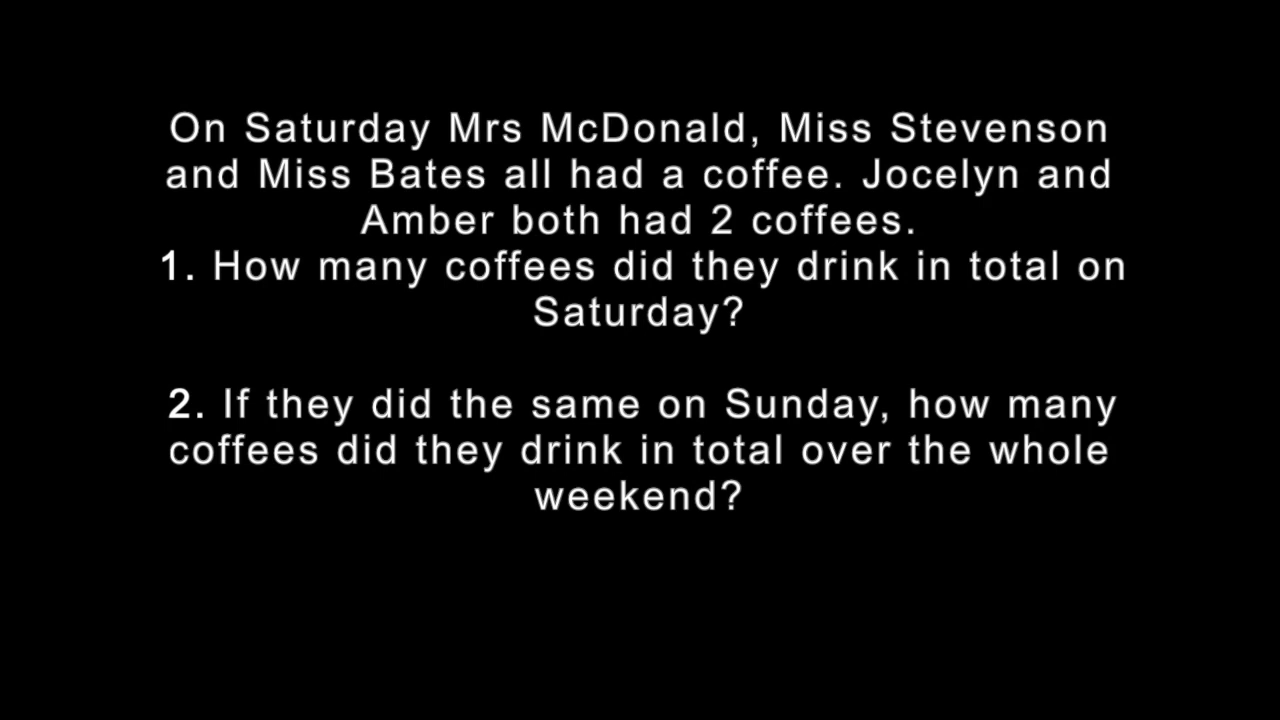 On Saturday Mrs McDonald, Miss Stevenson
and Miss Bates all had a coffee. Jocelyn and
Amber both had 2 coffees.
1. How many coffees did they drink in total on
Saturday?
2. If they did the same on Sunday, how many
coffees did they drink in total over the whole
weekend?